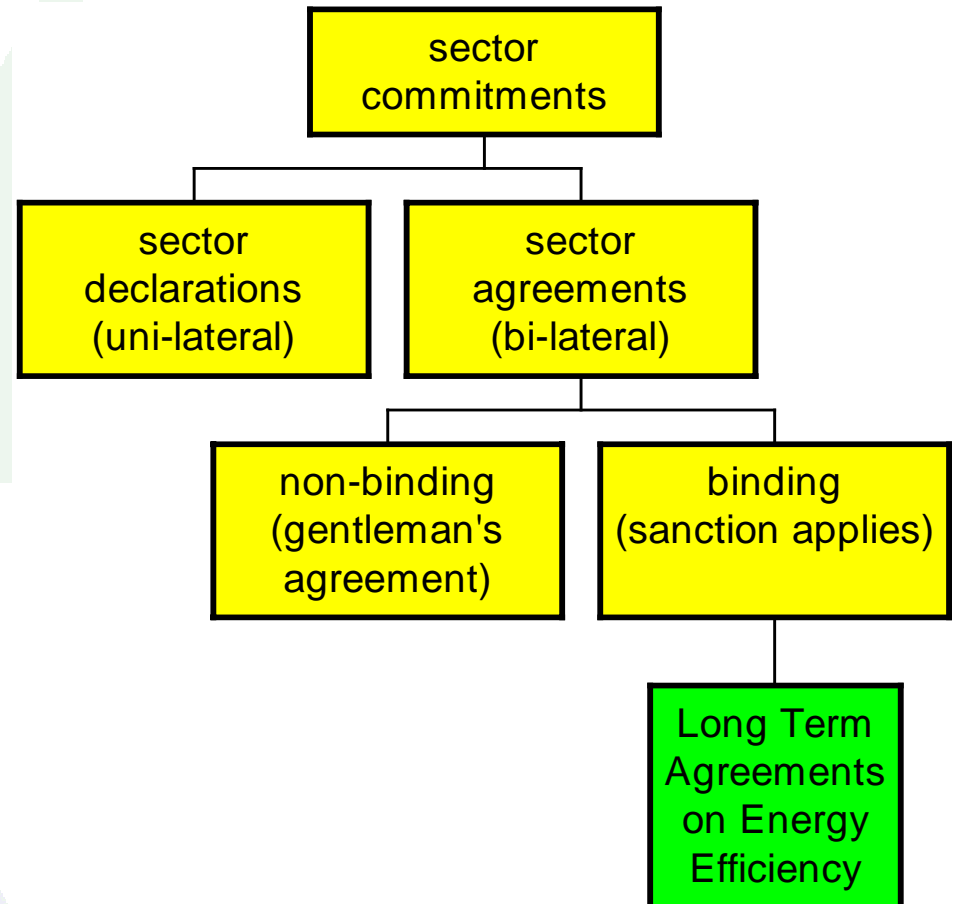 sector
commitments
sector
declarations
(uni-lateral)
sector
agreements
(bi-lateral)
non-binding
(gentleman's
agreement)
binding
(sanction applies)
Long Term
Agreements
on Energy
Efficiency